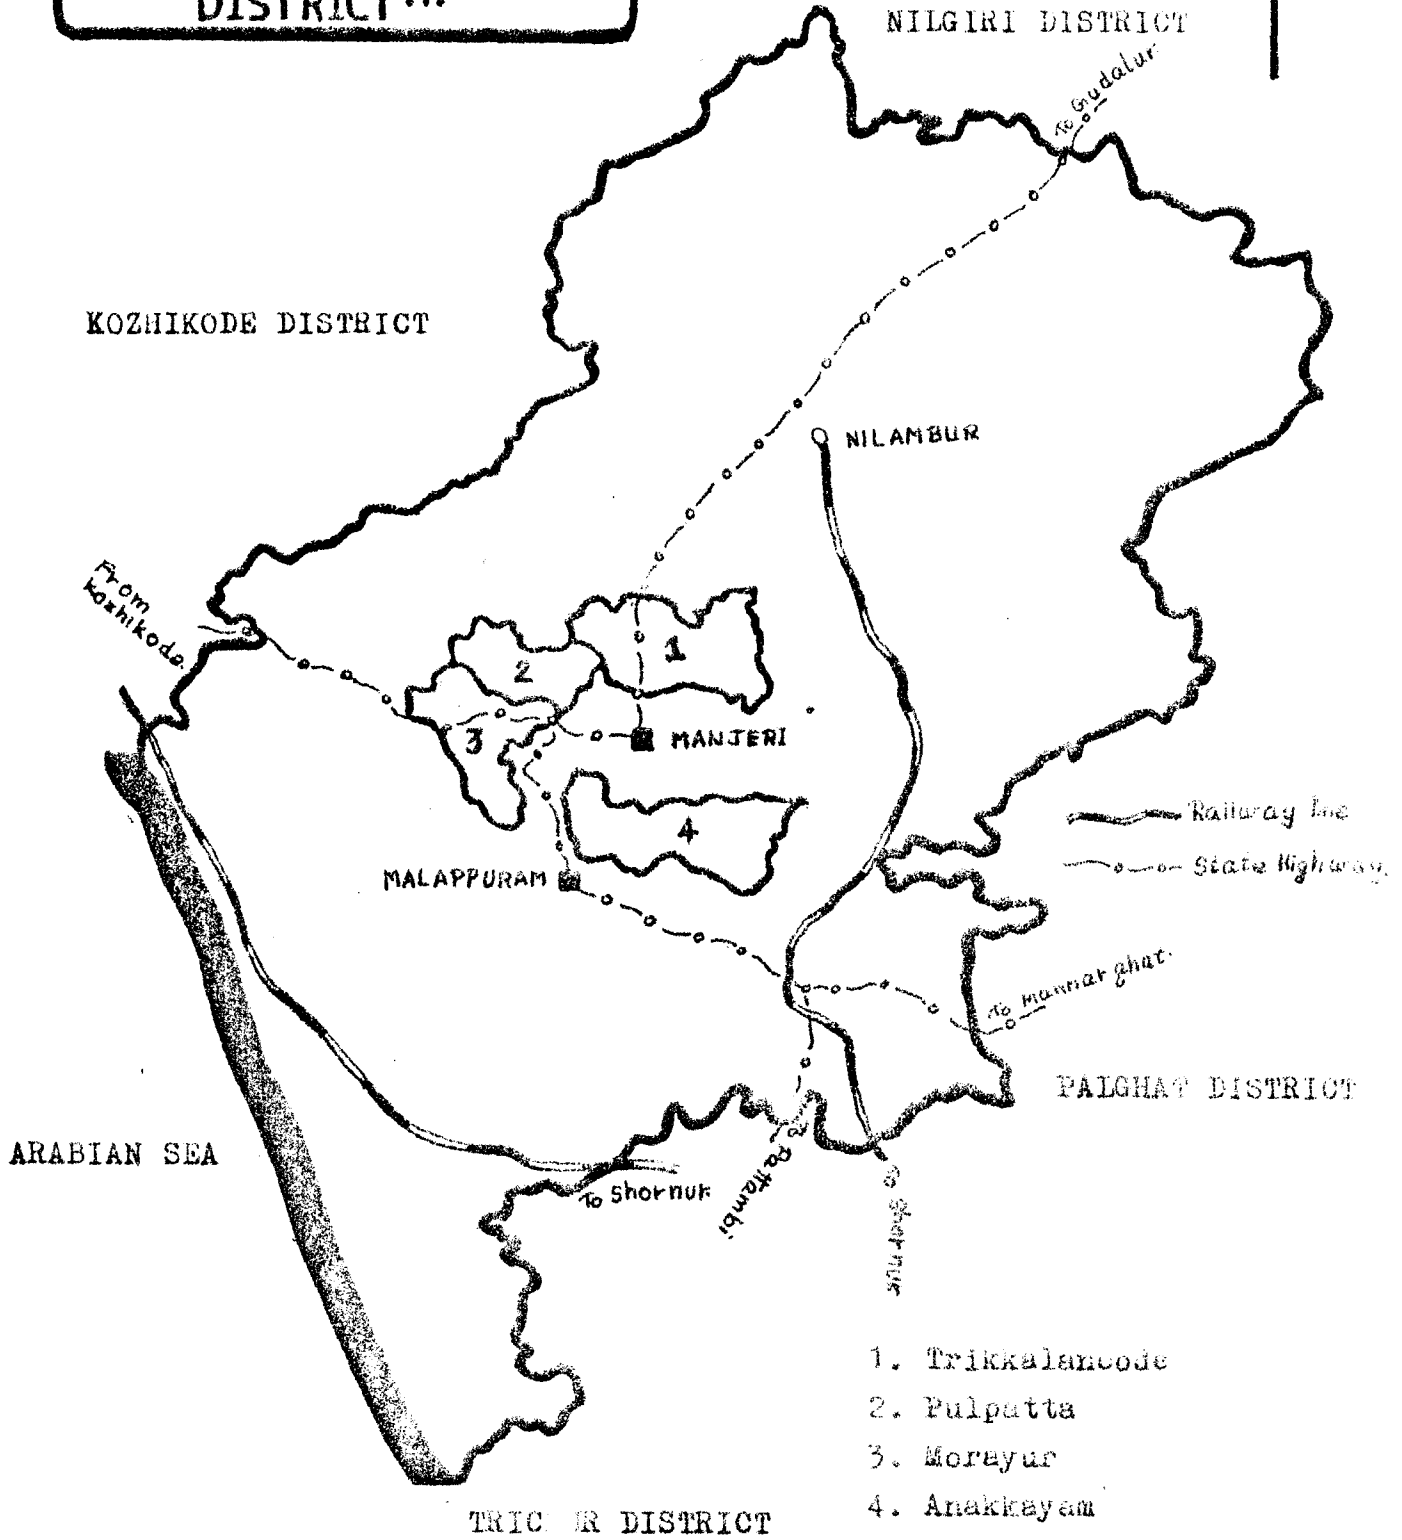 DISTRICT...
NILGIRI DISTRICT
To Gudalur
KOZHIKODE DISTRICT
NILAMBUR
From
Kozhikode.
1
2
3
MANJERI
4
Railway line
State Highway
MALAPPURAM
To Mannarghat.
PALGHAT DISTRICT
ARABIAN SEA
To Shornur
Pattambi
Shornur
1. Trikkalancode
2. Pulpatta
3. Morayur
4. Anakkayam
DISTRICT